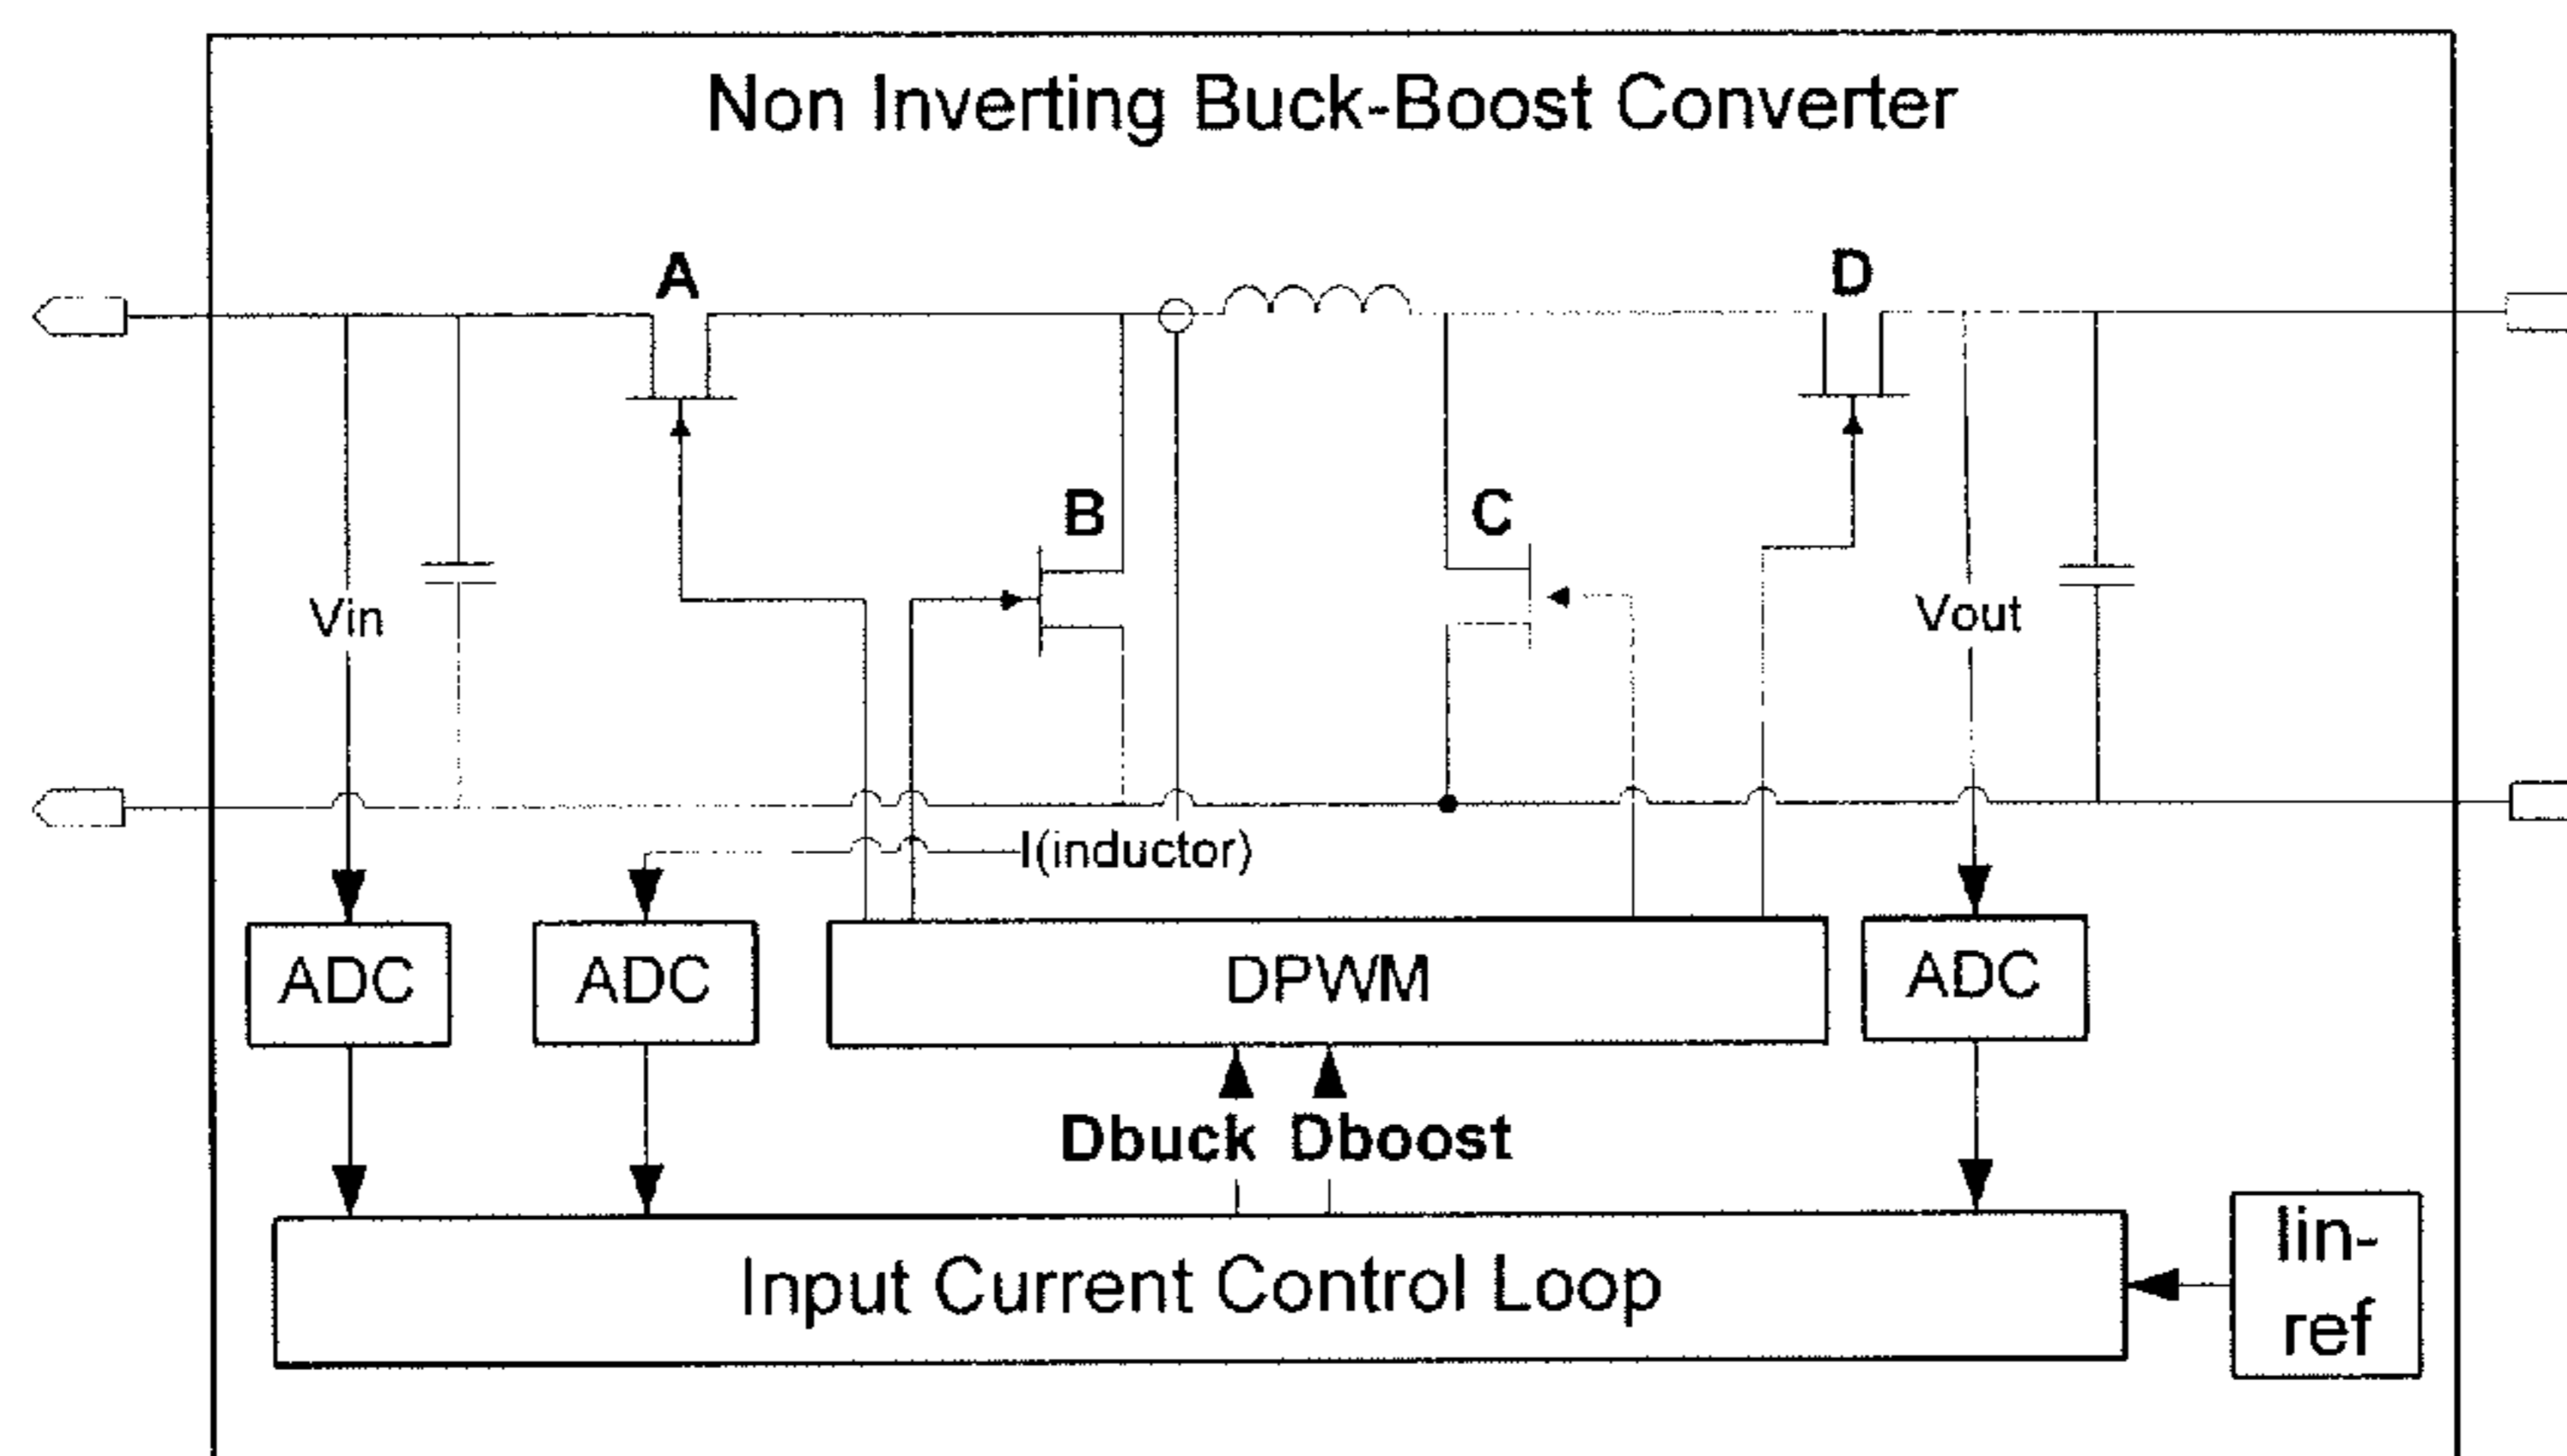 Non Inverting Buck-Boost Converter
A
D
B
C
Vin
Vout
I(inductor)
ADC
ADC
DPWM
ADC
Dbuck Dboost
Input Current Control Loop
Iin-
ref